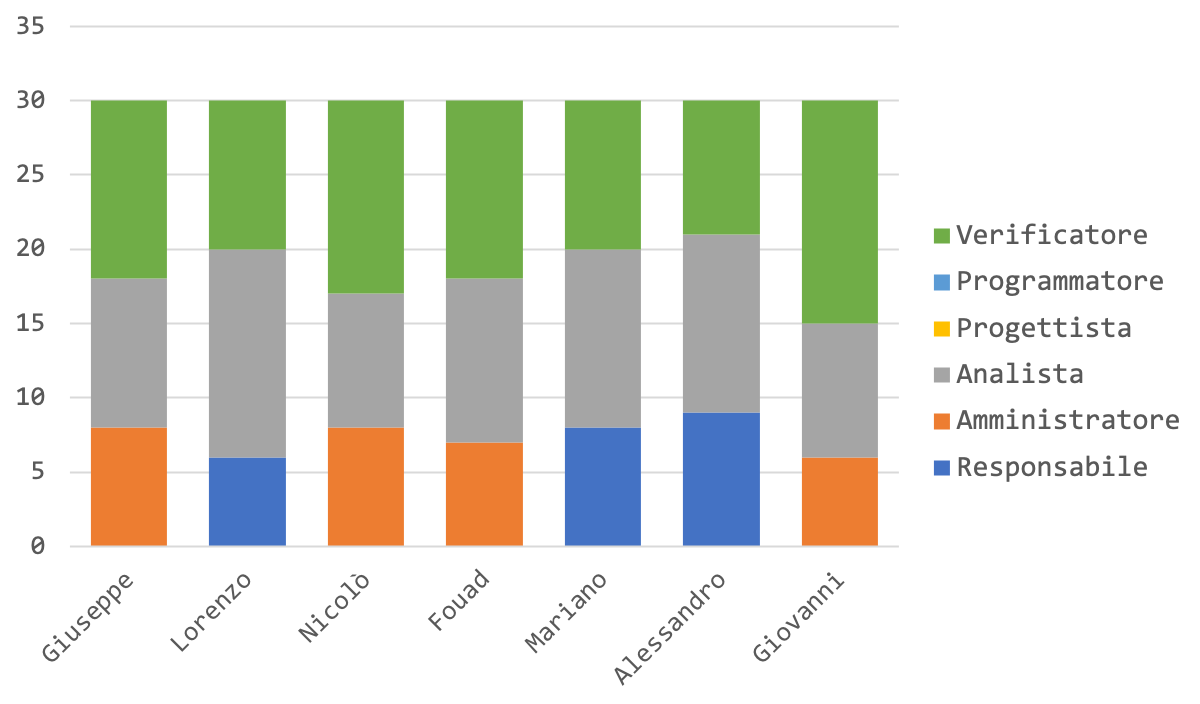 35
30
25
20
15
10
5
0
Giuseppe
Lorenzo
Nicolò
Fouad
Mariano
Alessandro
Giovanni
Verificatore
Programmatore
Progettista
Analista
Amministratore
Responsabile